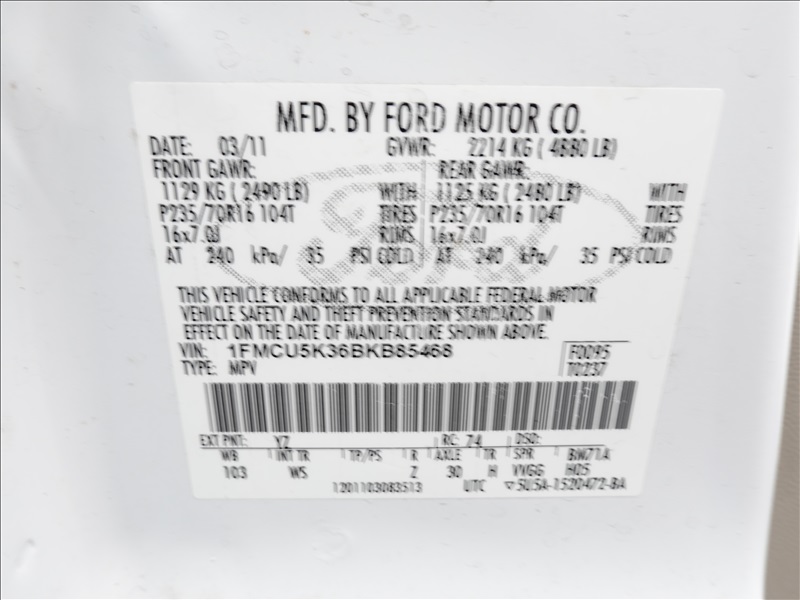 MFD. BY FORD MOTOR CO.
DATE: 03/11 GVWR: 2214 KG ( 4880 LB)
FRONT GAWR: REAR GAWR:
1129 KG ( 2490 LB) WITH 1125 KG ( 2480 LB) WITH
P235/70R16 104T TIRES P235/70R16 104T TIRES
16x7.0J RIMS 16x7.0J RIMS
AT 240 kPa/ 35 PSI COLD AT 240 kPa/ 35 PSI COLD
THIS VEHICLE CONFORMS TO ALL APPLICABLE FEDERAL MOTOR
VEHICLE SAFETY AND THEFT PREVENTION STANDARDS IN
EFFECT ON THE DATE OF MANUFACTURE SHOWN ABOVE.
VIN: 1FMCU5K36BKB85468 F0095
TYPE: MPV T0237
EXT PNT: YZ RC: 74 DSO:
WB INT TR TP/PS R AXLE TR SPR BW71A
103 WS Z 30 H VVGG H05
1201103083513 UTC ▽5U5A-1520472-BA